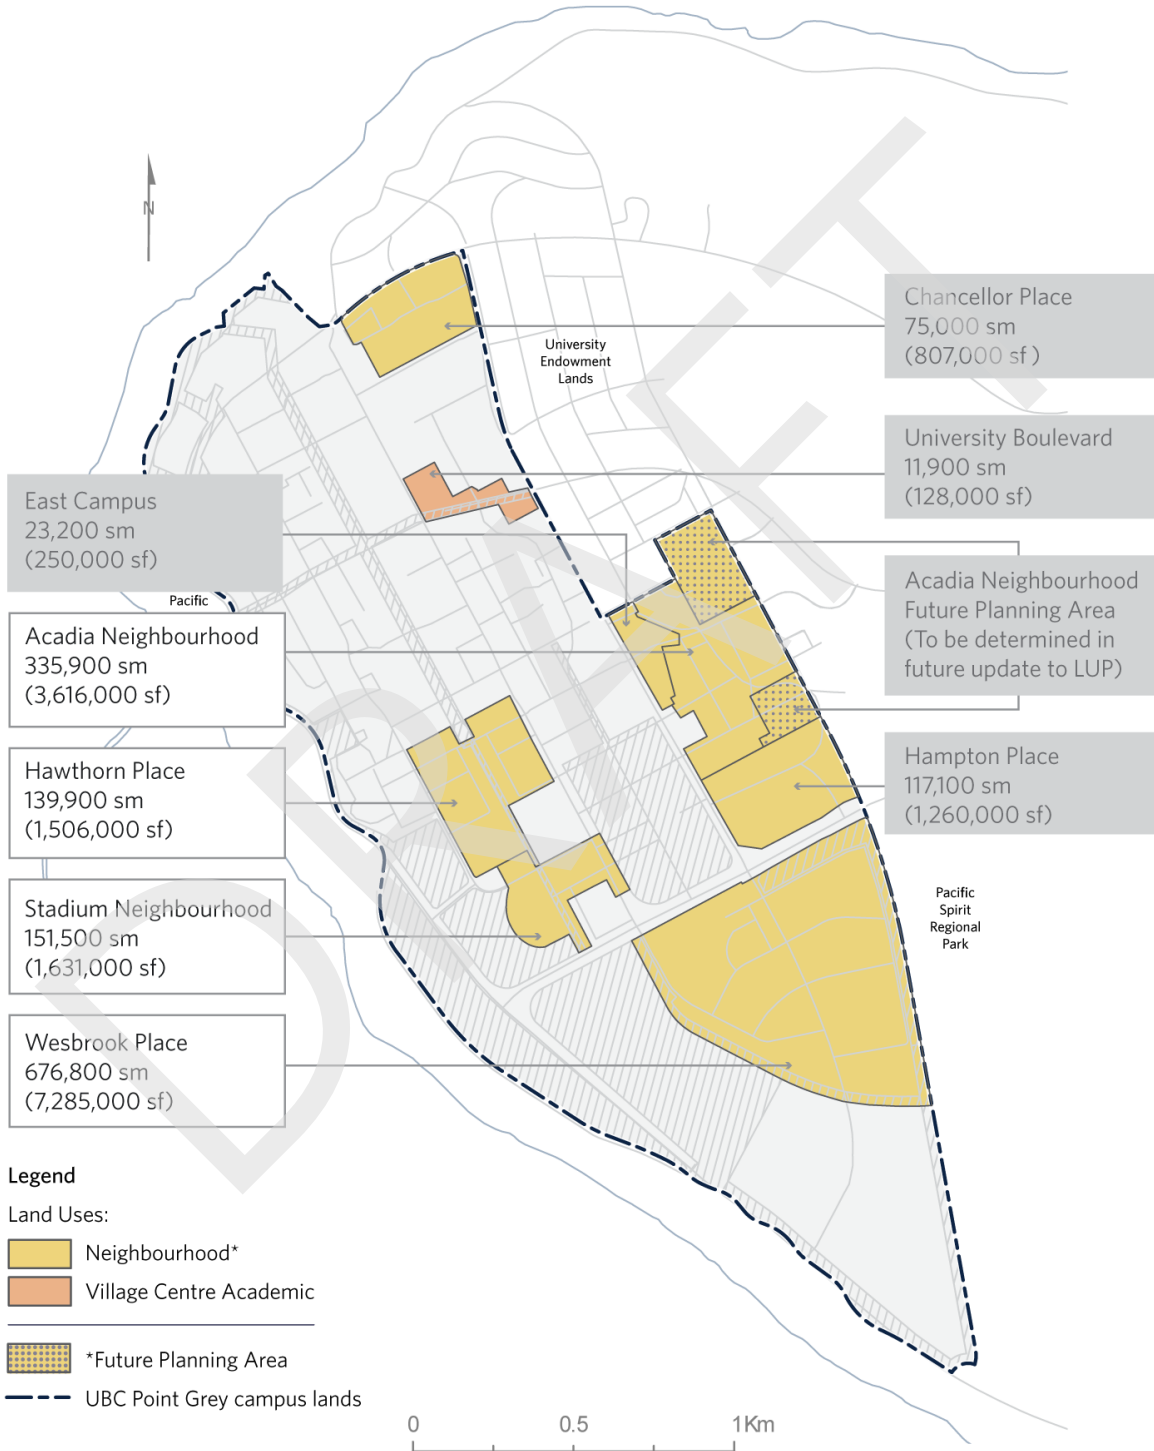 N
Chancellor Place
75,000 sm
(807,000 sf )
University
Endowment
Lands
University Boulevard
11,900 sm
(128,000 sf)
East Campus
23,200 sm
(250,000 sf)
Acadia Neighbourhood
Future Planning Area
(To be determined in
future update to LUP)
Pacific
Acadia Neighbourhood
335,900 sm
(3,616,000 sf)
Hampton Place
117,100 sm
(1,260,000 sf)
Hawthorn Place
139,900 sm
(1,506,000 sf)
Stadium Neighbourhood
151,500 sm
(1,631,000 sf)
Pacific
Spirit
Regional
Park
Wesbrook Place
676,800 sm
(7,285,000 sf)
DRAFT
Legend
Land Uses:
Neighbourhood*
Village Centre Academic
*Future Planning Area
UBC Point Grey campus lands
0 0.5 1Km